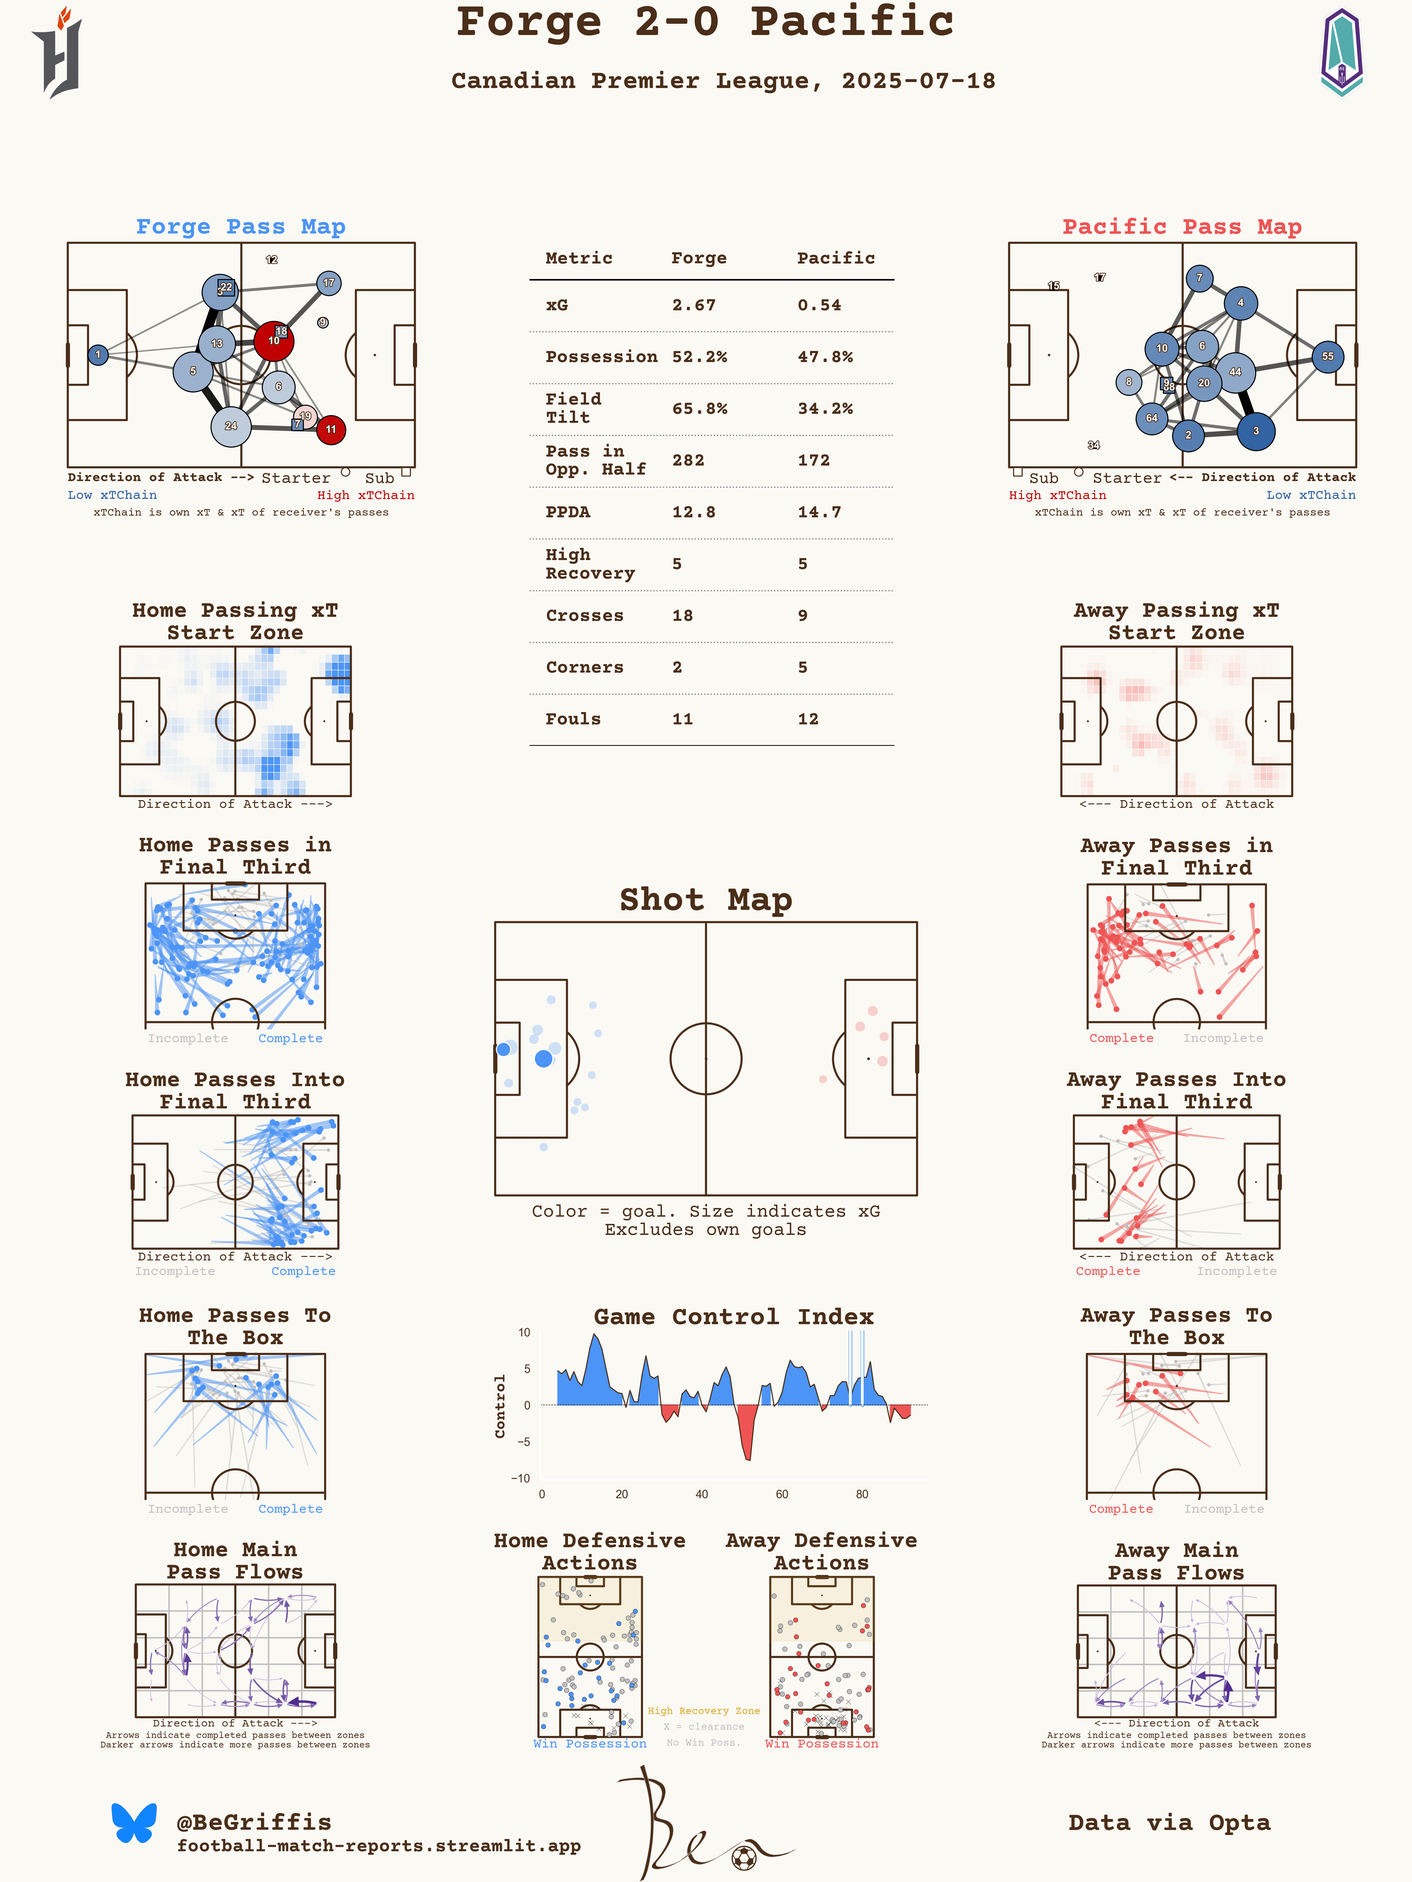 Forge 2-0 Pacific
Canadian Premier League, 2025-07-18
Forge Pass Map
12
22
3
17
9
18
10
13
1
5
6
19
7
24
11
Direction of Attack --> Starter Sub
Low xTChain High xTChain
xTChain is own xT & xT of receiver's passes
Metric Forge Pacific
xG 2.67 0.54
Possession 52.2% 47.8%
Field
Tilt 65.8% 34.2%
Pass in
Opp. Half 282 172
PPDA 12.8 14.7
High
Recovery 5 5
Crosses 18 9
Corners 2 5
Fouls 11 12
Pacific Pass Map
17
15
7
4
10
6
55
44
8
9
20
64
2
3
34
Sub Starter <-- Direction of Attack
High xTChain Low xTChain
xTChain is own xT & xT of receiver's passes
Home Passing xT
Start Zone
Direction of Attack --->
Away Passing xT
Start Zone
<--- Direction of Attack
Home Passes in
Final Third
Incomplete Complete
Away Passes in
Final Third
Complete Incomplete
Shot Map
Color = goal. Size indicates xG
Excludes own goals
Home Passes Into
Final Third
Direction of Attack --->
Incomplete Complete
Away Passes Into
Final Third
<--- Direction of Attack
Complete Incomplete
Home Passes To
The Box
Incomplete Complete
Game Control Index
Control
10
5
0
−5
−10
0 20 40 60 80
Away Passes To
The Box
Complete Incomplete
Home Main
Pass Flows
Direction of Attack --->
Arrows indicate completed passes between zones
Darker arrows indicate more passes between zones
Home Defensive
Actions
Win Possession
Away Defensive
Actions
Win Possession
High Recovery Zone
X = clearance
No Win Poss.
Away Main
Pass Flows
<--- Direction of Attack
Arrows indicate completed passes between zones
Darker arrows indicate more passes between zones
@BeGriffis
football-match-reports.streamlit.app
Ben
Data via Opta